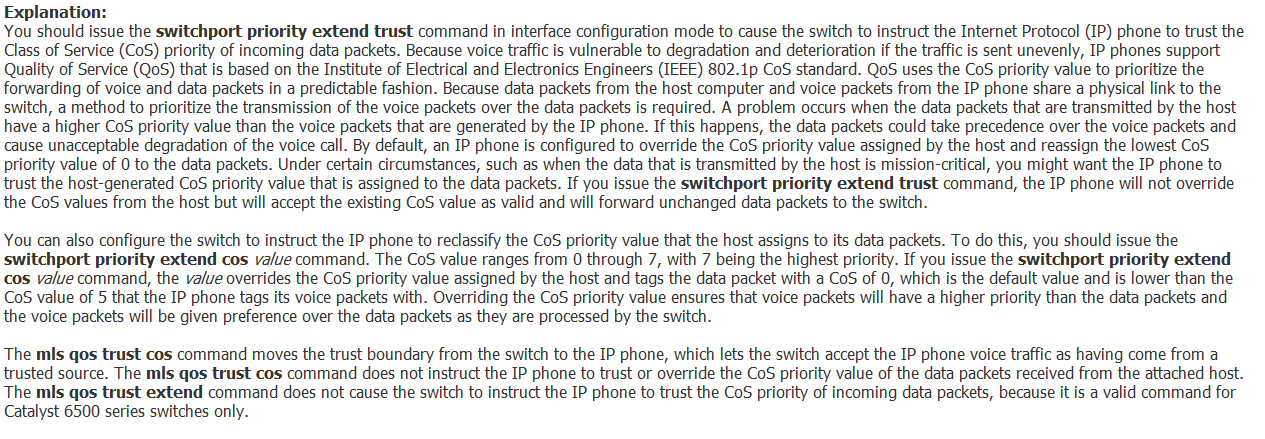 Explanation:
You should issue the switchport priority extend trust command in interface configuration mode to cause the switch to instruct the Internet Protocol (IP) phone to trust the
Class of Service (CoS) priority of incoming data packets. Because voice traffic is vulnerable to degradation and deterioration if the traffic is sent unevenly, IP phones support
Quality of Service (QoS) that is based on the Institute of Electrical and Electronics Engineers (IEEE) 802.1p CoS standard. QoS uses the CoS priority value to prioritize the
forwarding of voice and data packets in a predictable fashion. Because data packets from the host computer and voice packets from the IP phone share a physical link to the
switch, a method to prioritize the transmission of the voice packets over the data packets is required. A problem occurs when the data packets that are transmitted by the host
have a higher CoS priority value than the voice packets that are generated by the IP phone. If this happens, the data packets could take precedence over the voice packets and
cause unacceptable degradation of the voice call. By default, an IP phone is configured to override the CoS priority value assigned by the host and reassign the lowest CoS
priority value of 0 to the data packets. Under certain circumstances, such as when the data that is transmitted by the host is mission-critical, you might want the IP phone to
trust the host-generated CoS priority value that is assigned to the data packets. If you issue the switchport priority extend trust command, the IP phone will not override
the CoS values from the host but will accept the existing CoS value as valid and will forward unchanged data packets to the switch.
You can also configure the switch to instruct the IP phone to reclassify the CoS priority value that the host assigns to its data packets. To do this, you should issue the
switchport priority extend cos value command. The CoS value ranges from 0 through 7, with 7 being the highest priority. If you issue the switchport priority extend
cos value command, the value overrides the CoS priority value assigned by the host and tags the data packet with a CoS of 0, which is the default value and is lower than the
CoS value of 5 that the IP phone tags its voice packets with. Overriding the CoS priority value ensures that voice packets will have a higher priority than the data packets and
the voice packets will be given preference over the data packets as they are processed by the switch.
The mls qos trust cos command moves the trust boundary from the switch to the IP phone, which lets the switch accept the IP phone voice traffic as having come from a
trusted source. The mls qos trust cos command does not instruct the IP phone to trust or override the CoS priority value of the data packets received from the attached host.
The mls qos trust extend command does not cause the switch to instruct the IP phone to trust the CoS priority of incoming data packets, because it is a valid command for
Catalyst 6500 series switches only.